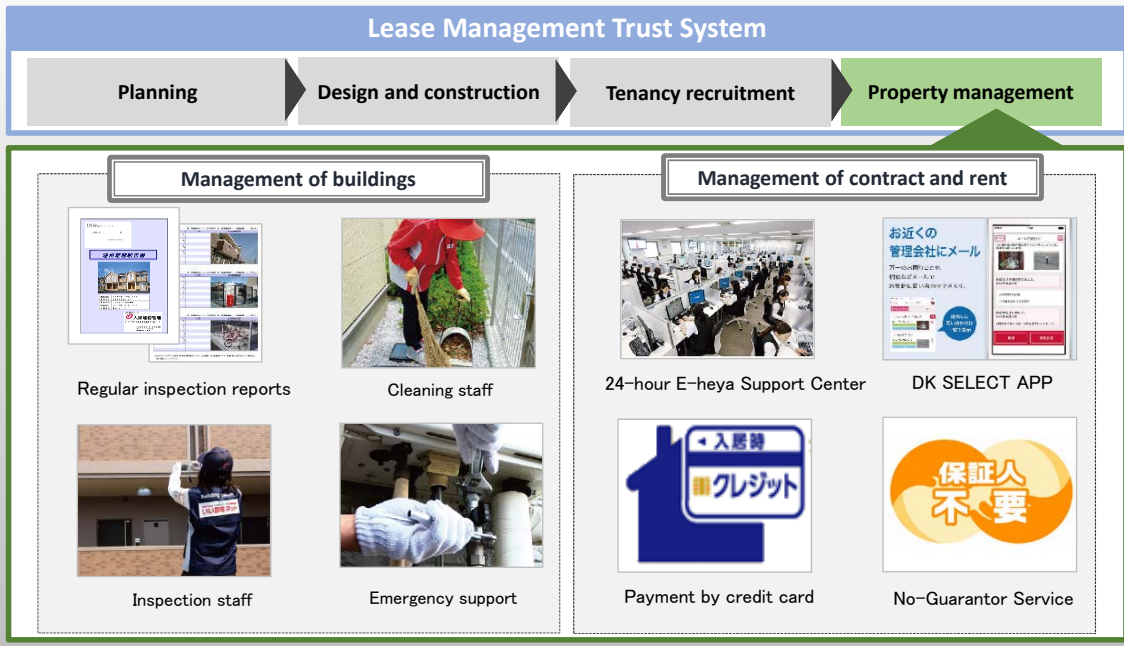 Lease Management Trust System
Planning
Design and construction
Tenancy recruitment
Property management
Management of buildings
Management of contract and rent
お近くの
管理会社にメール
Regular inspection reports
Cleaning staff
24-hour E-heya Support Center
DK SELECT APP
入居時
クレジット
保証人
不要
Inspection staff
Emergency support
Payment by credit card
No-Guarantor Service